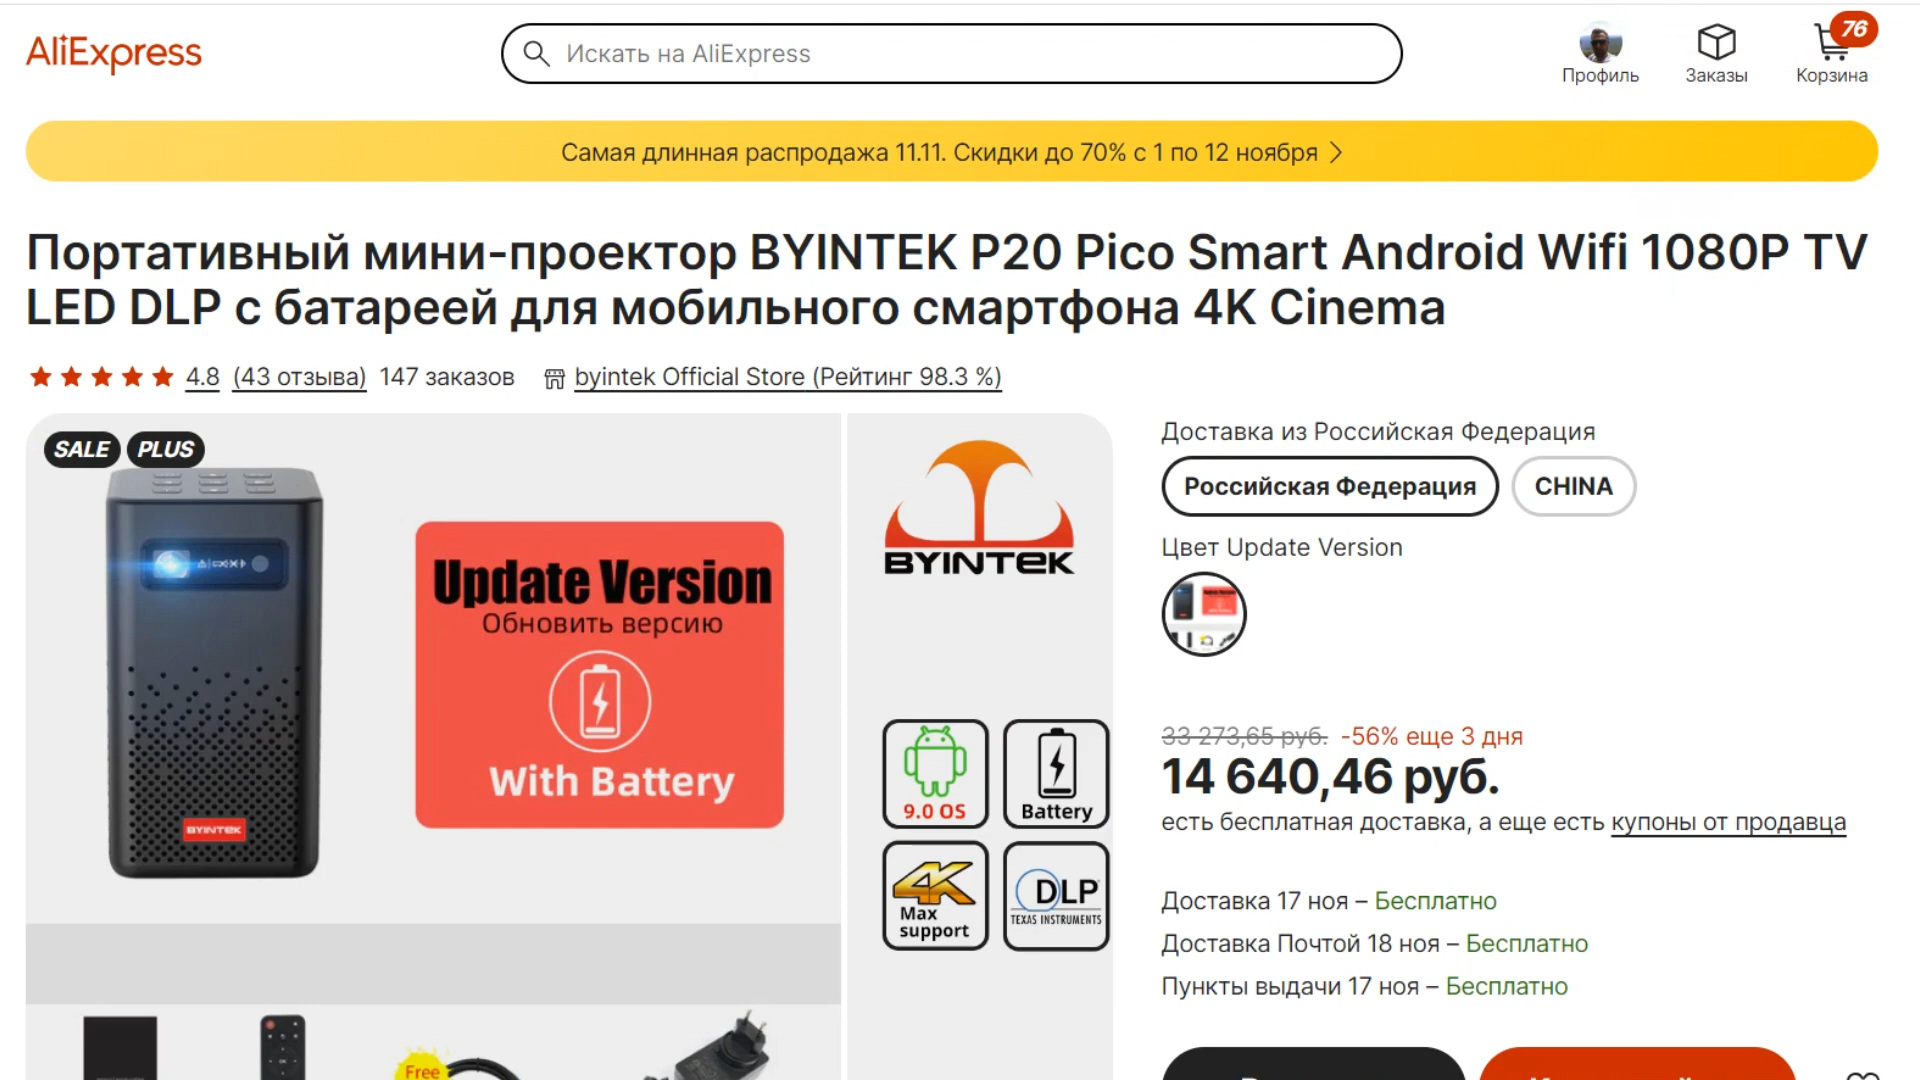 AliExpress
Искать на AliExpress
Профиль
Заказы
76
Корзина
Самая длинная распродажа 11.11. Скидки до 70% с 1 по 12 ноября
Портативный мини-проектор BYINTEK P20 Pico Smart Android Wifi 1080P TV
LED DLP с батареей для мобильного смартфона 4K Cinema
4.8 (43 отзыва) 147 заказов byintek Official Store (Рейтинг 98.3 %)
SALE PLUS
Update Version
Обновить версию
With Battery
BYINTEK
BYINTEK
9.0 OS
Battery
4K
Max
support
DLP
TEXAS INSTRUMENTS
Free
Доставка из Российская Федерация
Российская Федерация
CHINA
Цвет Update Version
33 273,65 руб. -56% еще 3 дня
14 640,46 руб.
есть бесплатная доставка, а еще есть купоны от продавца
Доставка 17 ноя – Бесплатно
Доставка Почтой 18 ноя – Бесплатно
Пункты выдачи 17 ноя – Бесплатно